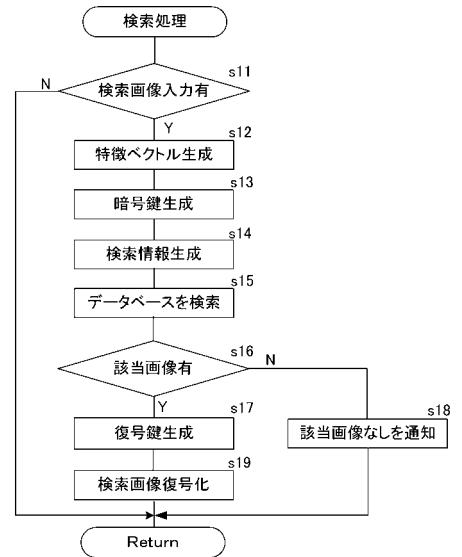 検索処理
s11
N
検索画像入力有
Y
s12
特徴ベクトル生成
s13
暗号鍵生成
s14
検索情報生成
s15
データベースを検索
s16
該当画像有
N
Y
s17
復号鍵生成
s18
該当画像なしを通知
s19
検索画像復号化
Return